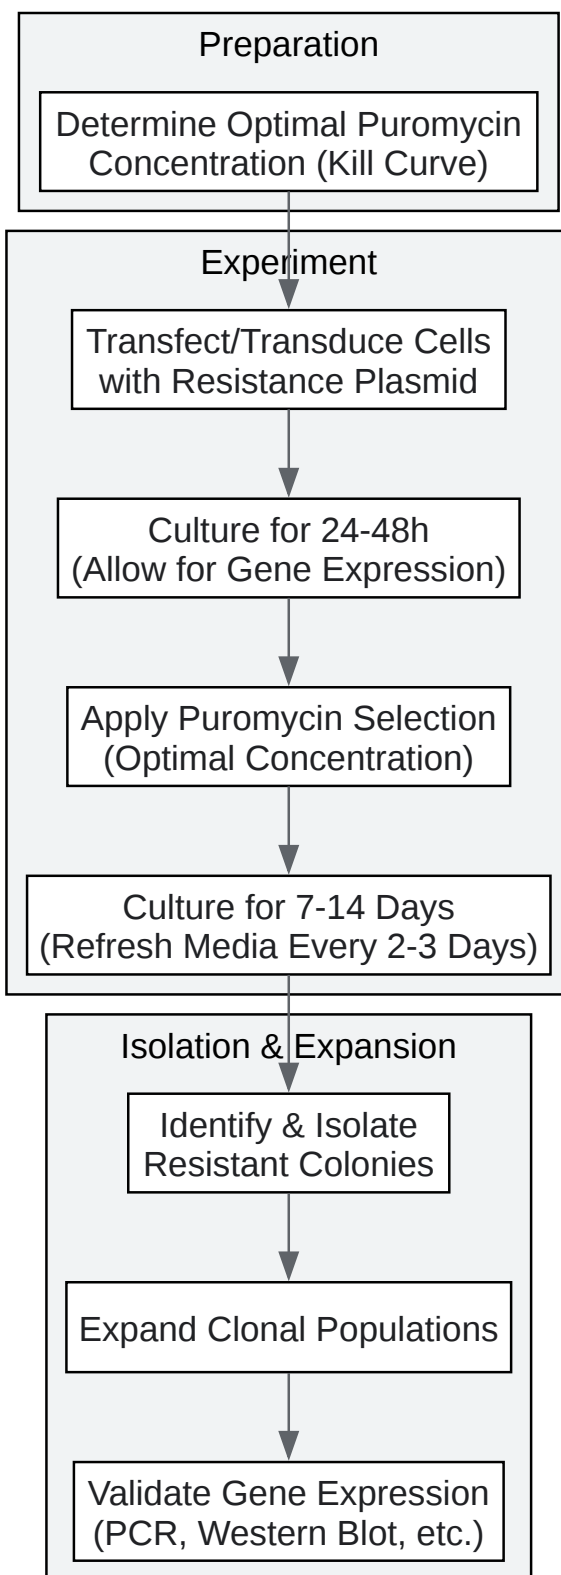 Preparation
Determine Optimal Puromycin
Concentration (Kill Curve)
Experiment
Transfect/Transduce Cells
with Resistance Plasmid
Culture for 24-48h
(Allow for Gene Expression)
Apply Puromycin Selection
(Optimal Concentration)
Culture for 7-14 Days
(Refresh Media Every 2-3 Days)
Isolation & Expansion
Identify & Isolate
Resistant Colonies
Expand Clonal Populations
Validate Gene Expression
(PCR, Western Blot, etc.)